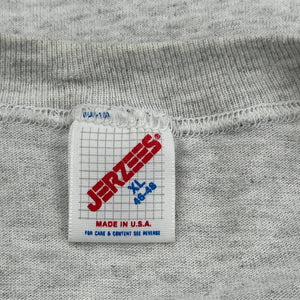 JERZEES®
XL
46-48
MADE IN U.S.A.
FOR CARE & CONTENT SEE REVERSE